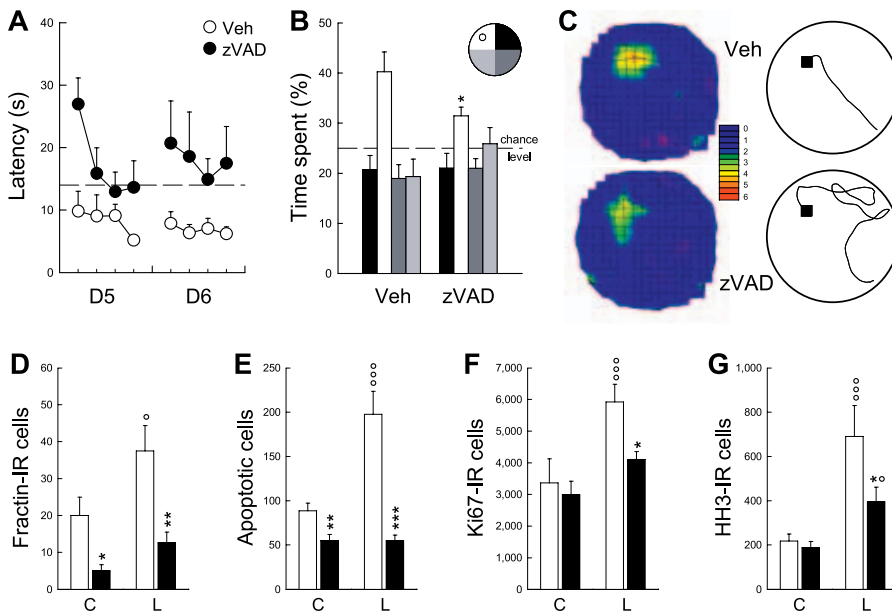 A
Veh
zVAD
Latency (s)
40
30
20
10
0
D5
D6
B
Time spent (%)
50
40
30
20
10
0
*
chance
level
Veh
zVAD
C
Veh
zVAD
0
1
2
3
4
5
6
D
Fractin-IR cells
60
50
40
30
20
10
0
*
**
C
L
E
Apoptotic cells
250
200
150
100
50
0
**
***
C
L
F
Ki67-IR cells
7,000
6,000
5,000
4,000
3,000
2,000
1,000
0
*
C
L
G
HH3-IR cells
1,000
800
600
400
200
0
*°
C
L